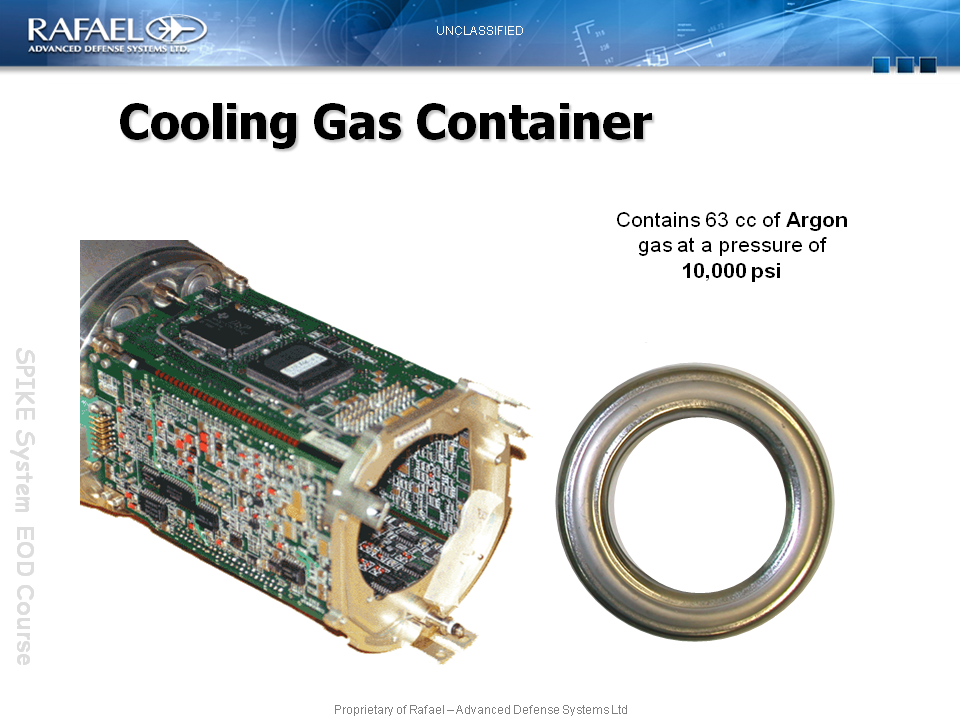 RAFAEL
ADVANCED DEFENSE SYSTEMS LTD.
UNCLASSIFIED
Cooling Gas Container
Contains 63 cc of Argon
gas at a pressure of
10,000 psi
SPIKE System EOD Course
Proprietary of Rafael – Advanced Defense Systems Ltd